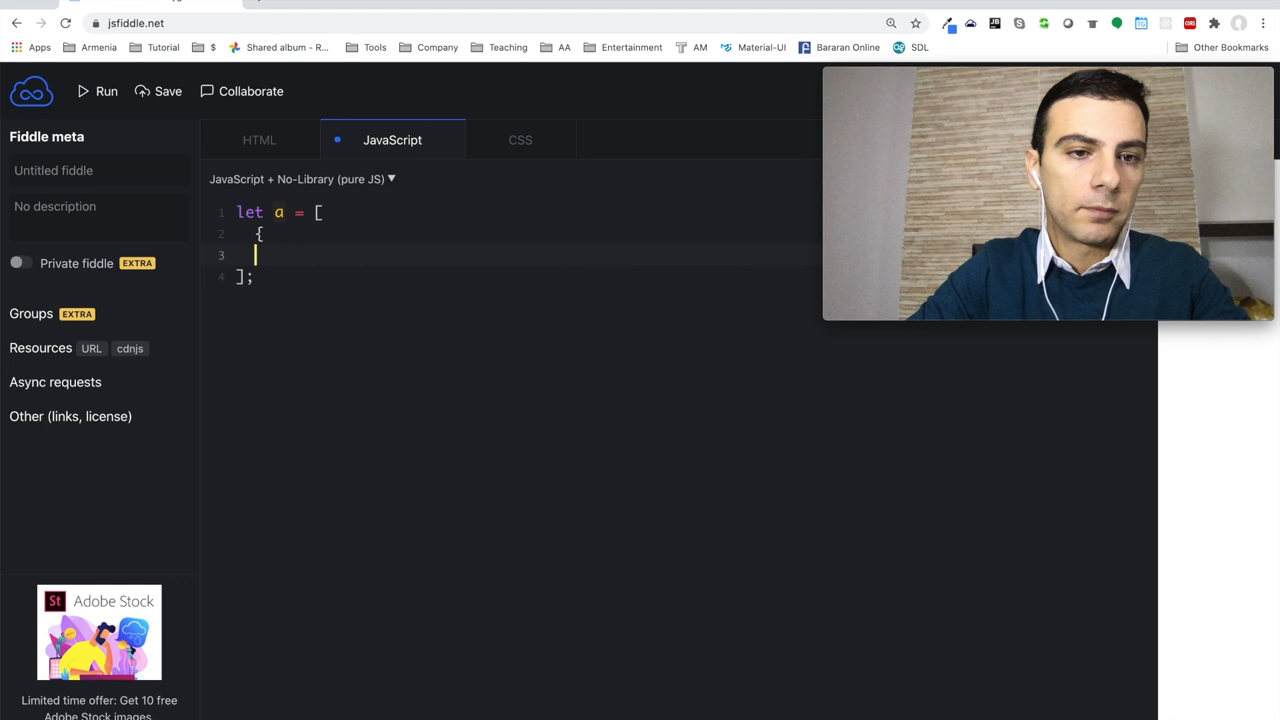 jsfiddle.net
Apps Armenia Tutorial $ Shared album - R... Tools Company Teaching AA Entertainment AM Material-UI Bararan Online SDL Other Bookmarks
Run Save Collaborate
Fiddle meta
Untitled fiddle
No description
Private fiddle EXTRA
Groups EXTRA
Resources URL cdnjs
Async requests
Other (links, license)
St Adobe Stock
Limited time offer: Get 10 free
Adobe Stock images.
HTML JavaScript CSS
JavaScript + No-Library (pure JS)
1 let a = [
2 {
3
4 ];